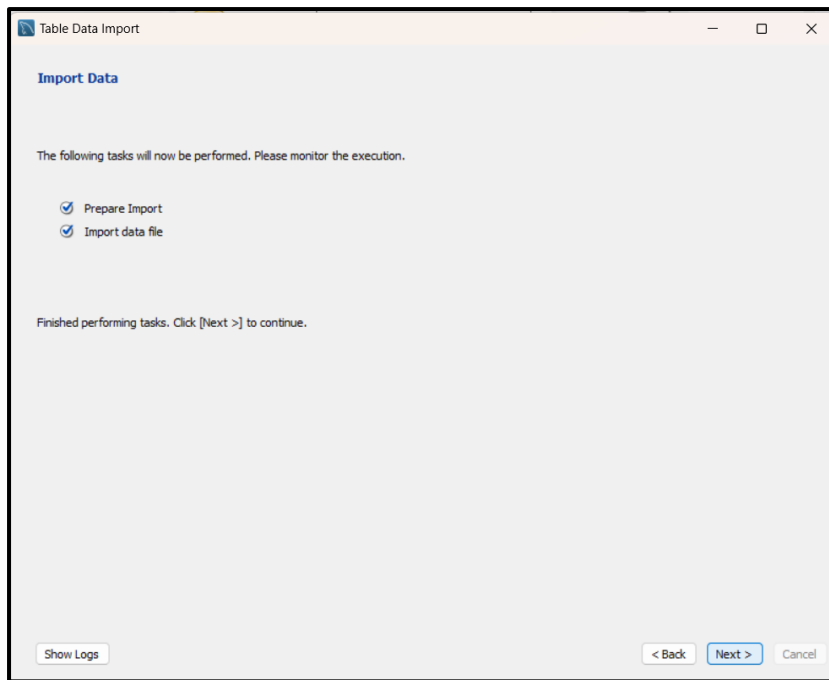 Table Data Import
Import Data
The following tasks will now be performed. Please monitor the execution.
Prepare Import
Import data file
Finished performing tasks. Click [Next >] to continue.
Show Logs
< Back
Next >
Cancel